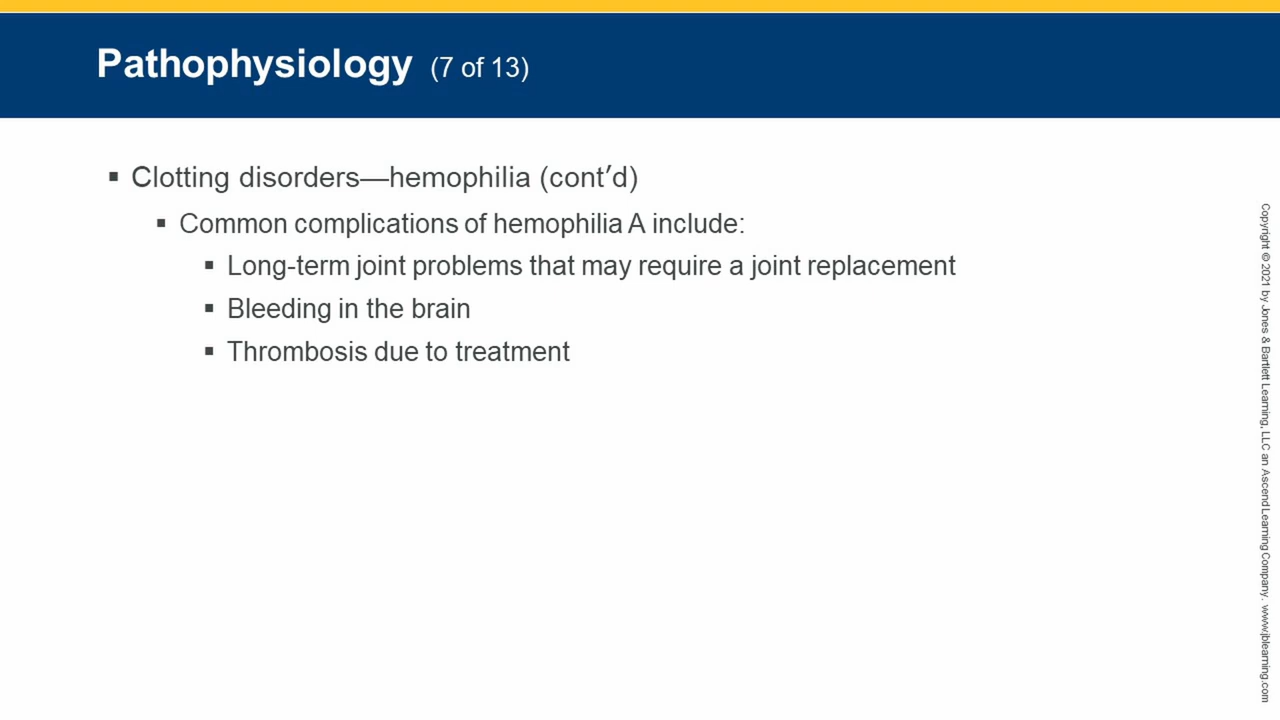 Pathophysiology (7 of 13)
▪ Clotting disorders—hemophilia (cont′d)
▪ Common complications of hemophilia A include:
▪ Long-term joint problems that may require a joint replacement
▪ Bleeding in the brain
▪ Thrombosis due to treatment
Copyright © 2021 by Jones & Bartlett Learning, LLC an Ascend Learning Company. www.jblearning.com